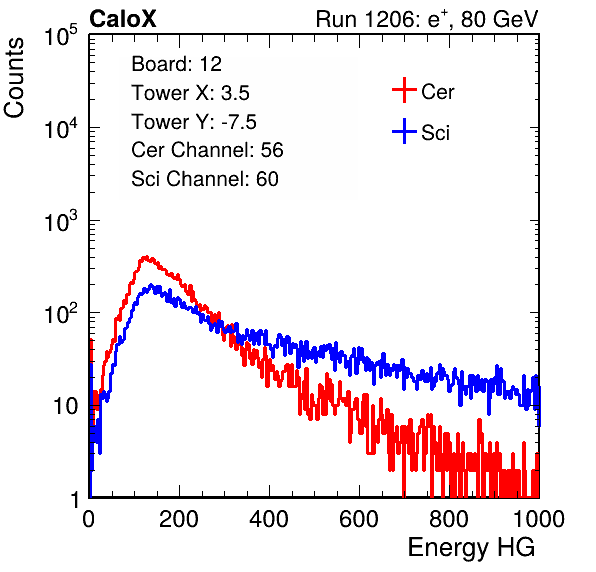 CaloX Run 1206: e⁺, 80 GeV
Board: 12
Tower X: 3.5
Tower Y: -7.5
Cer Channel: 56
Sci Channel: 60
Cer
Sci
Counts
10⁵
10⁴
10³
10²
10
1
0 200 400 600 800 1000
Energy HG